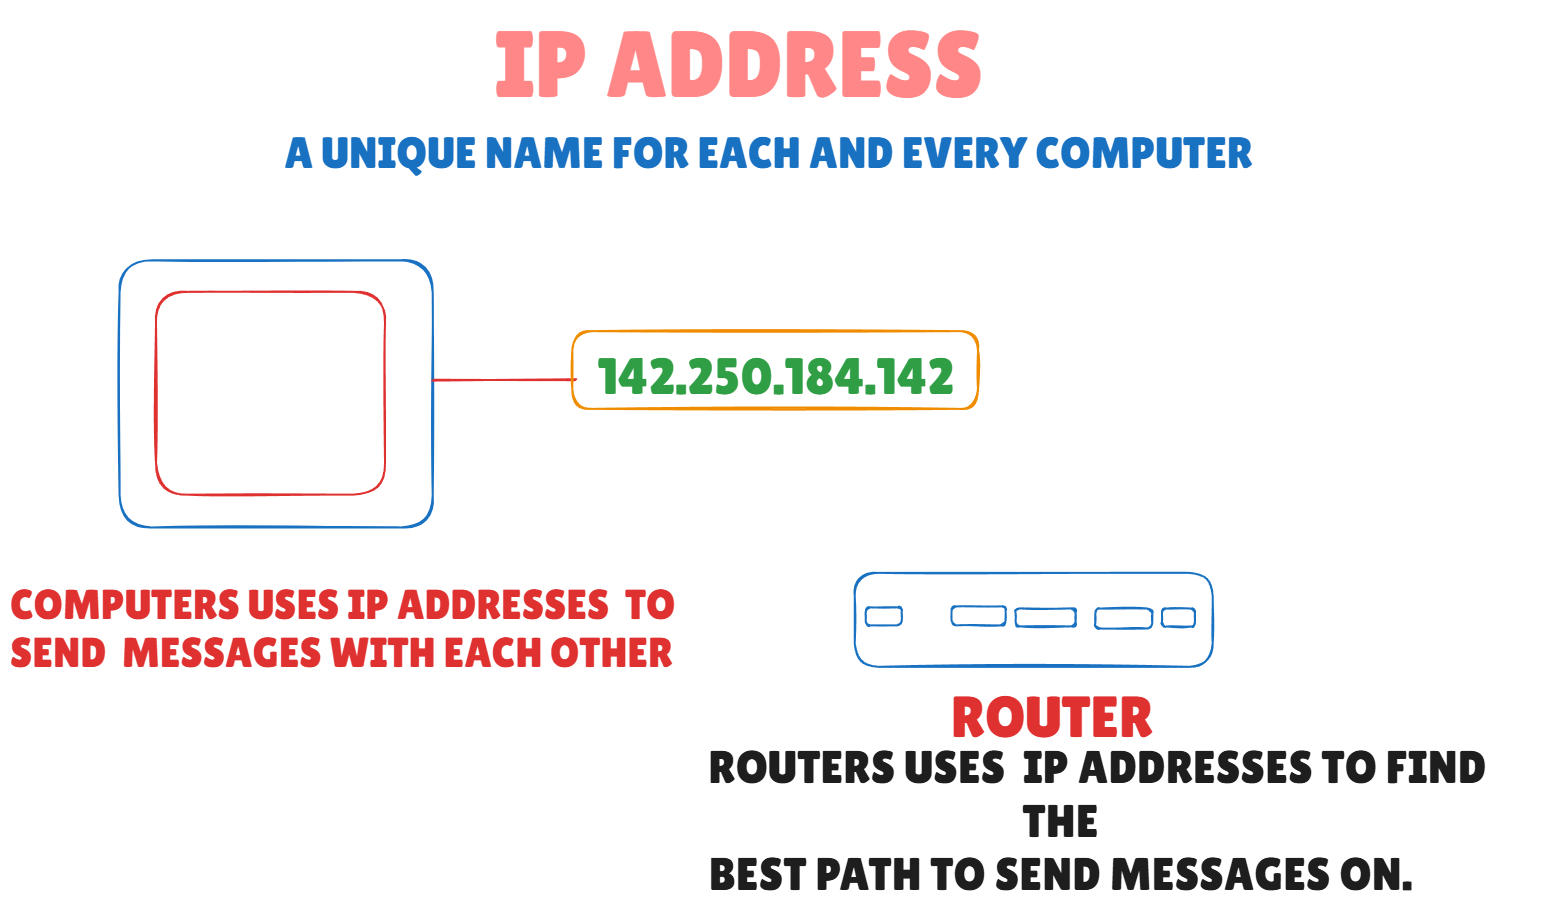 IP ADDRESS
A UNIQUE NAME FOR EACH AND EVERY COMPUTER
142.250.184.142
COMPUTERS USES IP ADDRESSES TO
SEND MESSAGES WITH EACH OTHER
ROUTER
ROUTERS USES IP ADDRESSES TO FIND
THE
BEST PATH TO SEND MESSAGES ON.